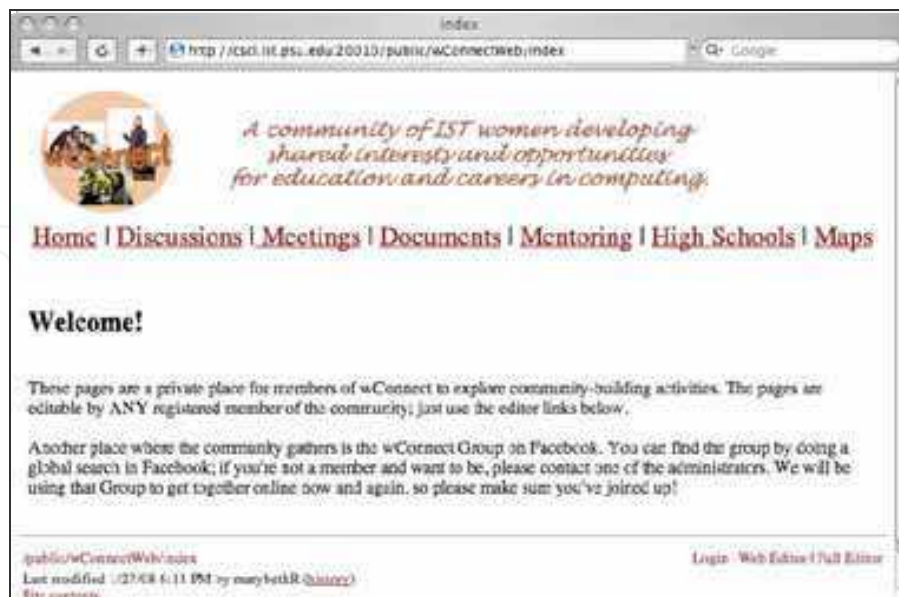 index
http://cscl.ist.psu.edu:20010/public/wConnectWeb/index
Google
wConnect
A community of IST women developing
shared interests and opportunities
for education and careers in computing.
Home | Discussions | Meetings | Documents | Mentoring | High Schools | Maps
Welcome!
These pages are a private place for members of wConnect to explore community-building activities. The pages are
editable by ANY registered member of the community; just use the editor links below.
Another place where the community gathers is the wConnect Group on Facebook. You can find the group by doing a
global search in Facebook; if you're not a member and want to be, please contact one of the administrators. We will be
using that Group to get together online now and again, so please make sure you've joined up!
/public/wConnectWeb/index
Login Web Editor | Full Editor
Last modified 6:11 PM by marybethR (history)
Site contents